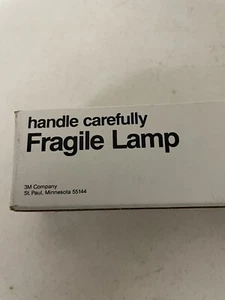 handle carefully
Fragile Lamp
3M Company
St. Paul, Minnesota 55144